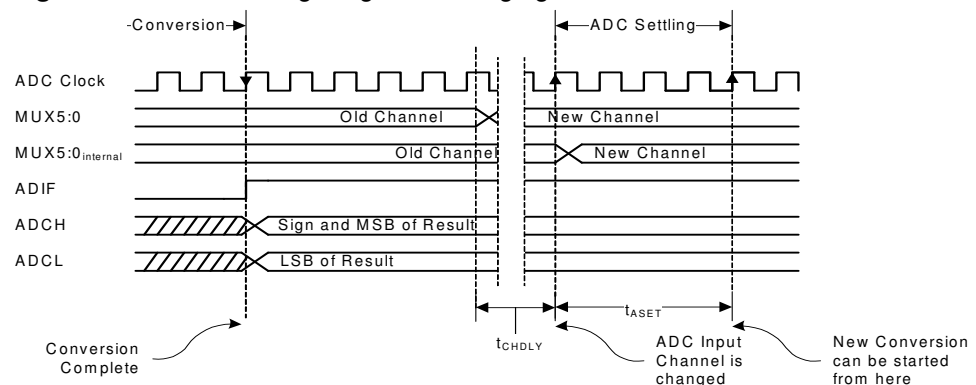 -Conversion
ADC Settling
ADC Clock
MUX5:0
Old Channel
New Channel
MUX5:0internal
Old Channel
New Channel
ADIF
ADCH
Sign and MSB of Result
ADCL
LSB of Result
tCHDLY
tASET
Conversion
Complete
ADC Input
Channel is
changed
New Conversion
can be started
from here